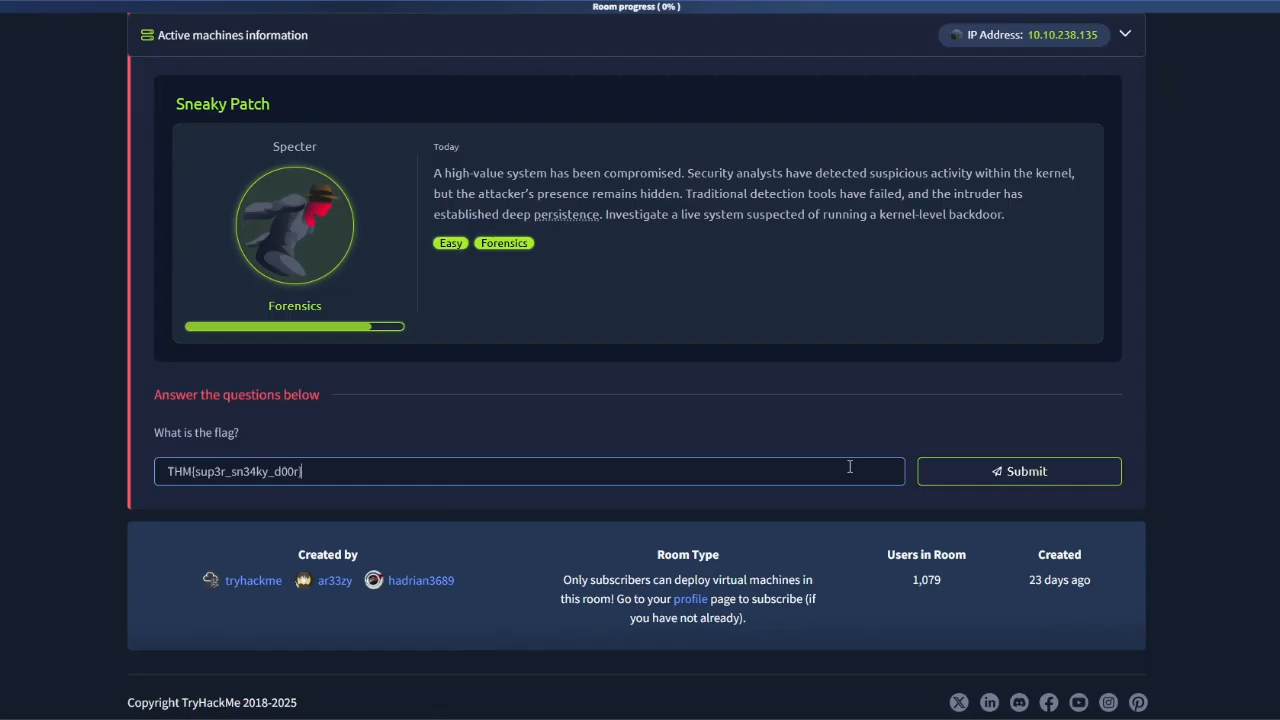 Room progress ( 0% )
Active machines information
IP Address: 10.10.238.135
Sneaky Patch
Specter
Forensics
Today
A high-value system has been compromised. Security analysts have detected suspicious activity within the kernel,
but the attacker's presence remains hidden. Traditional detection tools have failed, and the intruder has
established deep persistence. Investigate a live system suspected of running a kernel-level backdoor.
Easy Forensics
Answer the questions below
What is the flag?
THM{sup3r_sn34ky_d00r}
Submit
Created by
tryhackme ar33zy hadrian3689
Room Type
Only subscribers can deploy virtual machines in
this room! Go to your profile page to subscribe (if
you have not already).
Users in Room
1,079
Created
23 days ago
Copyright TryHackMe 2018-2025